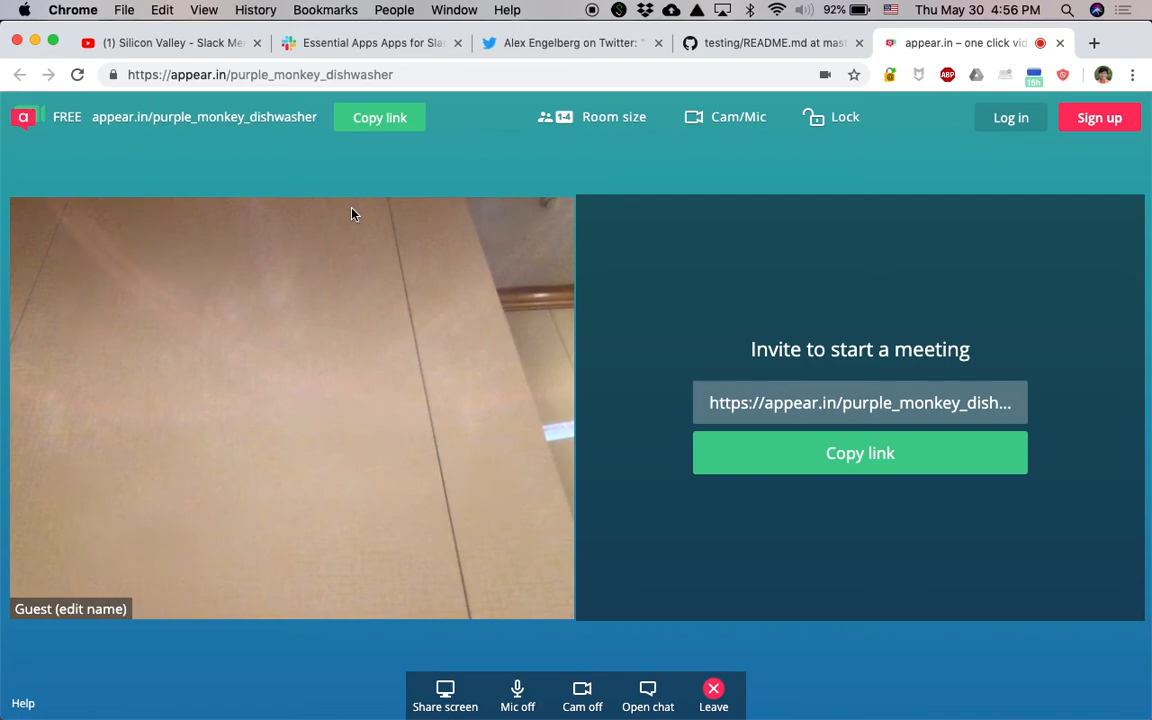 Chrome File Edit View History Bookmarks People Window Help 92% Thu May 30 4:56 PM
(1) Silicon Valley - Slack Me Essential Apps Apps for Sla Alex Engelberg on Twitter: " testing/README.md at mast appear.in – one click vid
https://appear.in/purple_monkey_dishwasher ABP 15h
a FREE appear.in/purple_monkey_dishwasher Copy link 1-4 Room size Cam/Mic Lock Log in Sign up
Invite to start a meeting
https://appear.in/purple_monkey_dish...
Copy link
Guest (edit name)
Help Share screen Mic off Cam off Open chat Leave